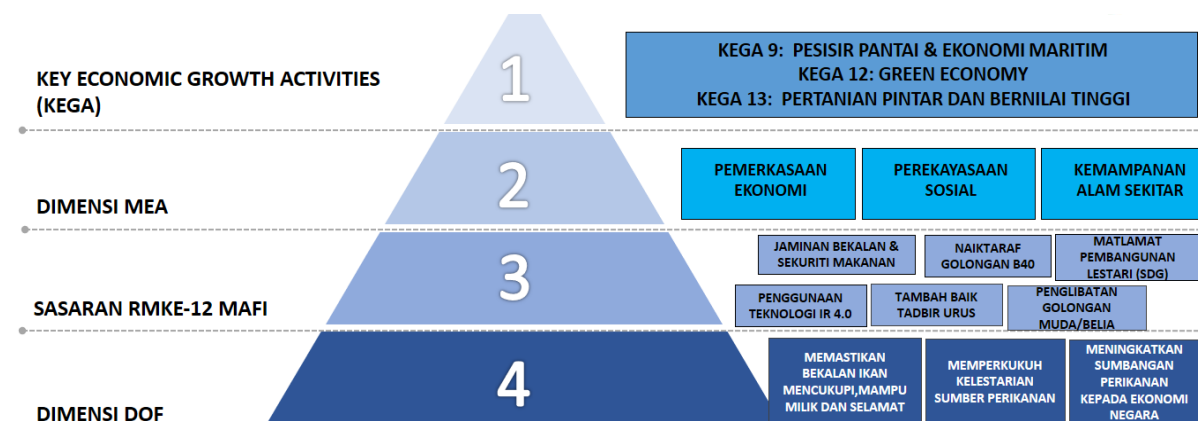 KEY ECONOMIC GROWTH ACTIVITIES
(KEGA)
1
KEGA 9: PESISIR PANTAI & EKONOMI MARITIM
KEGA 12: GREEN ECONOMY
KEGA 13: PERTANIAN PINTAR DAN BERNILAI TINGGI
DIMENSI MEA
2
PEMERKASAAN
EKONOMI
PEREKAYASAAN
SOSIAL
KEMAMPANAN
ALAM SEKITAR
SASARAN RMKE-12 MAFI
3
JAMINAN BEKALAN &
SEKURITI MAKANAN
NAIKTARAF
GOLONGAN B40
MATLAMAT
PEMBANGUNAN
LESTARI (SDG)
PENGGUNAAN
TEKNOLOGI IR 4.0
TAMBAH BAIK
TADBIR URUS
PENGLIBATAN
GOLONGAN
MUDA/BELIA
DIMENSI DOF
4
MEMASTIKAN
BEKALAN IKAN
MENCUKUPI,MAMPU
MILIK DAN SELAMAT
MEMPERKUKUH
KELESTARIAN
SUMBER PERIKANAN
MENINGKATKAN
SUMBANGAN
PERIKANAN
KEPADA EKONOMI
NEGARA